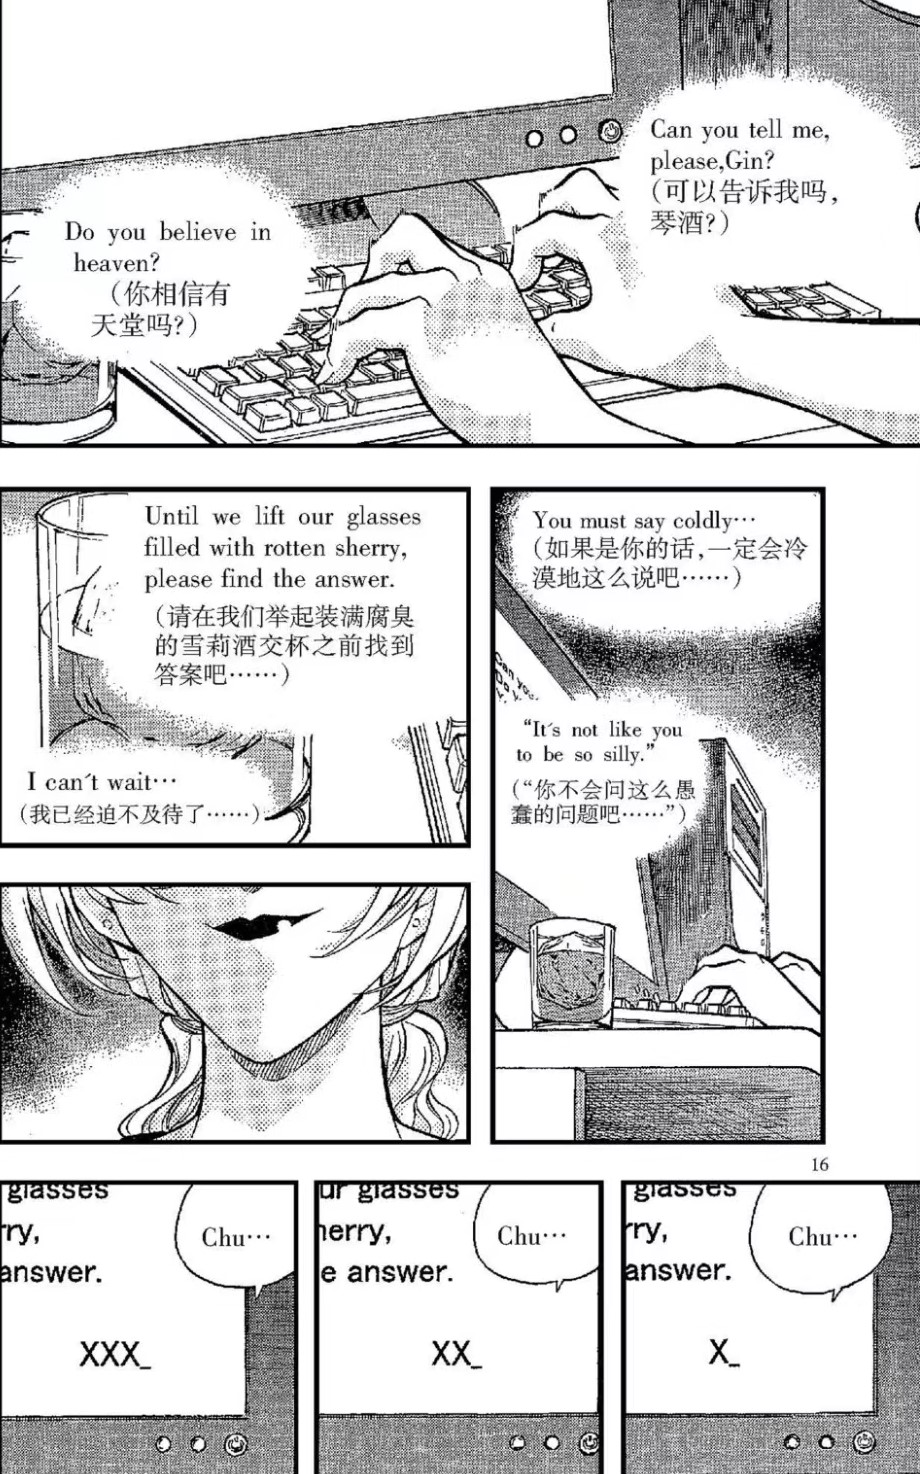 Can you tell me,
please,Gin?
(可以告诉我吗,
琴酒?)
Do you believe in
heaven?
(你相信有
天堂吗?)
Until we lift our glasses
filled with rotten sherry,
please find the answer.
(请在我们举起装满腐臭
的雪莉酒交杯之前找到
答案吧……)
I can't wait…
(我已经迫不及待了……)
You must say coldly…
(如果是你的话,一定会冷
漠地这么说吧……)
Can you
Do y
"It's not like you
to be so silly."
("你不会问这么愚
蠢的问题吧……")
16
glasses
rry,
answer.
Chu…
XXX_
ur glasses
herry,
e answer.
Chu…
XX_
glasses
rry,
answer.
Chu…
X_